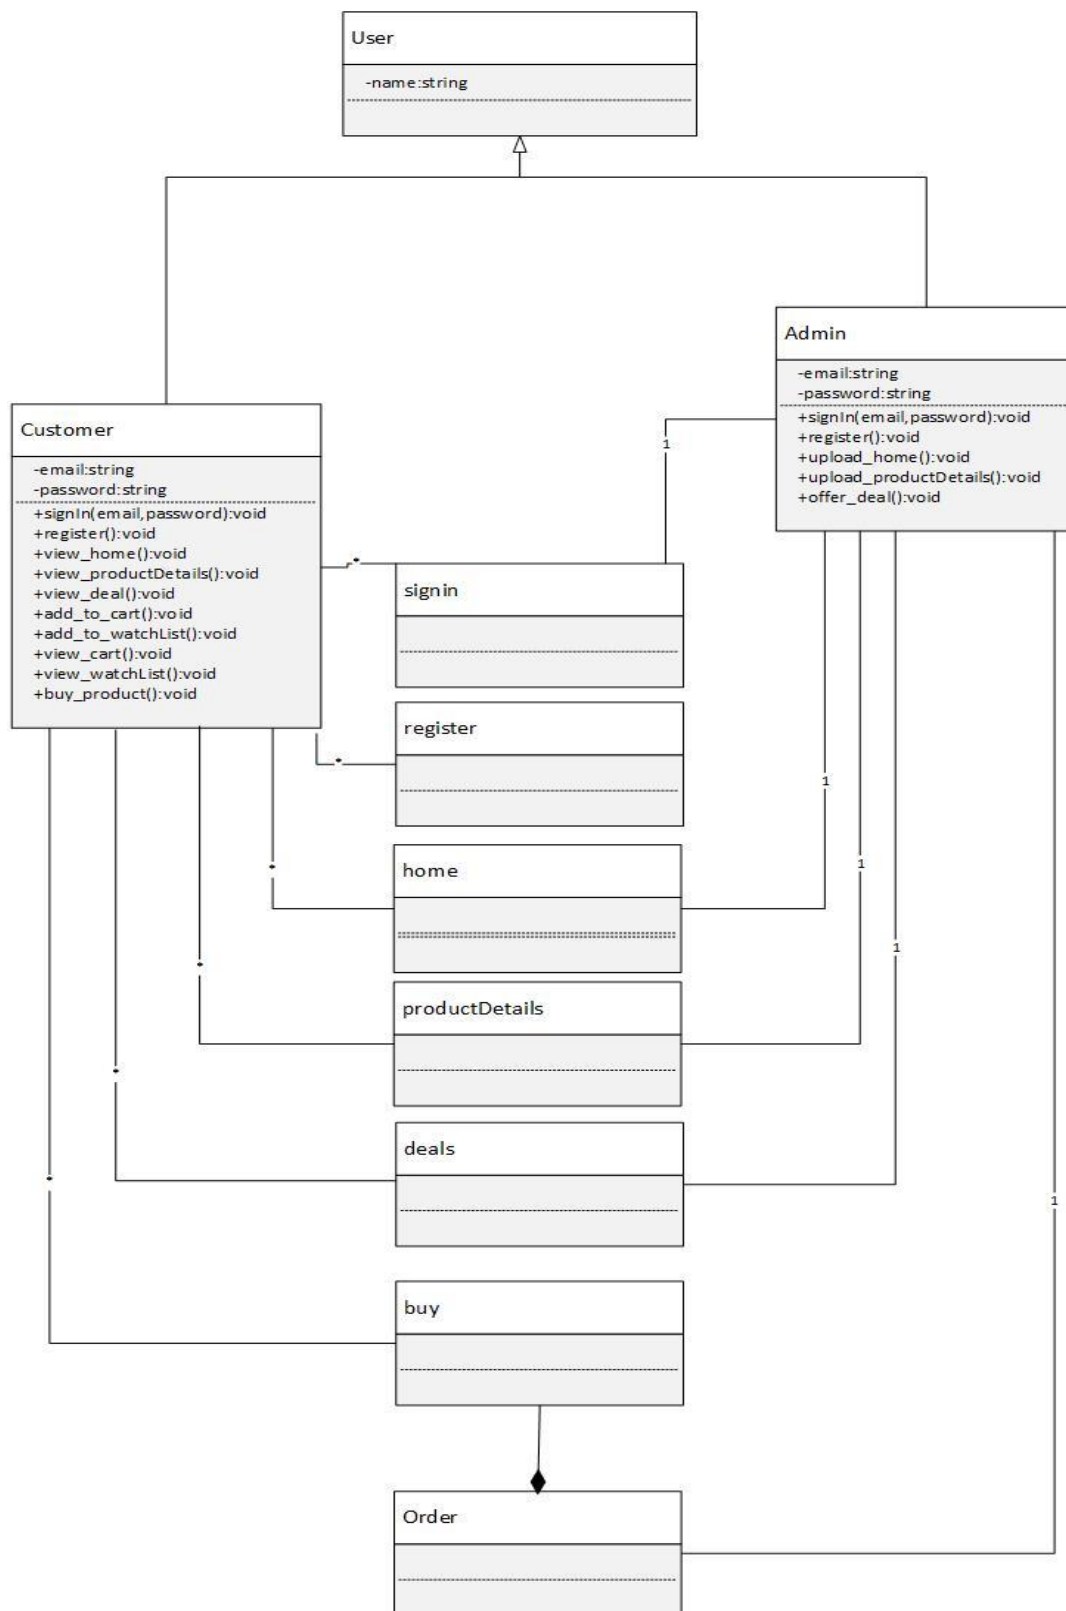 User
-name:string
Admin
-email:string
-password:string
+signIn(email,password):void
+register():void
+upload_home():void
+upload_productDetails():void
+offer_deal():void
Customer
-email:string
-password:string
+signIn(email,password):void
+register():void
+view_home():void
+view_productDetails():void
+view_deal():void
+add_to_cart():void
+add_to_watchList():void
+view_cart():void
+view_watchList():void
+buy_product():void
1
*
signin
register
*
1
home
*
1
productDetails
*
1
deals
*
1
buy
*
Order